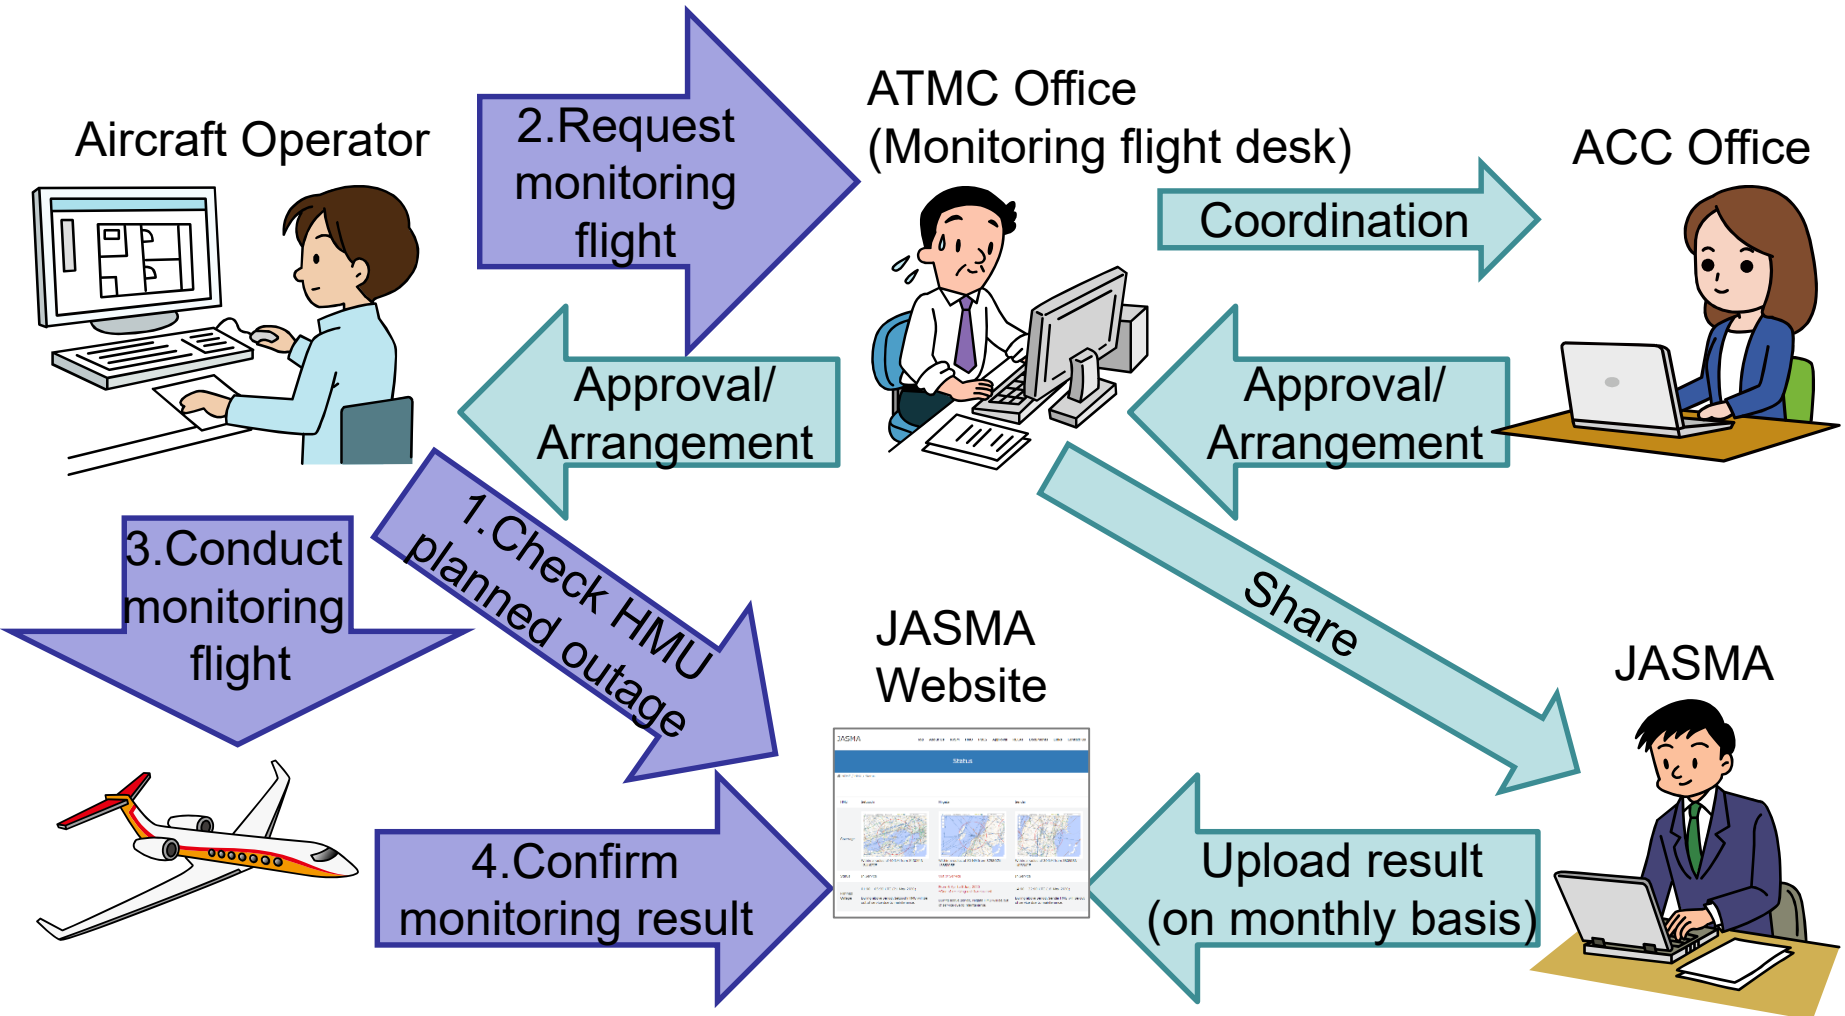 Aircraft Operator
2.Request
monitoring
flight
ATMC Office
(Monitoring flight desk)
ACC Office
Coordination
Approval/
Arrangement
Approval/
Arrangement
1.Check HMU
planned outage
3.Conduct
monitoring
flight
Share
JASMA
Website
JASMA
JASMA
Status
4.Confirm
monitoring result
Upload result
(on monthly basis)